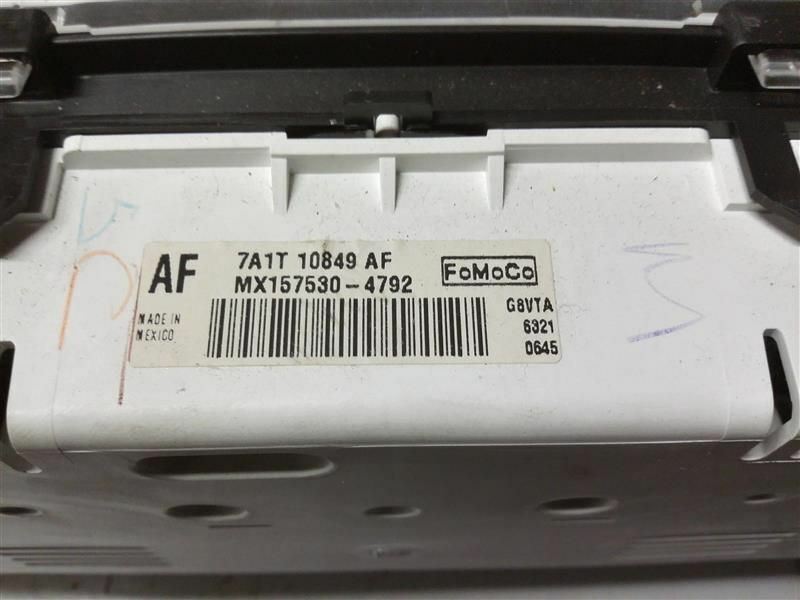 AF
7A1T 10849 AF
MX157530-4792
FoMoCo
MADE IN
MEXICO
G8VTA
6321
0645